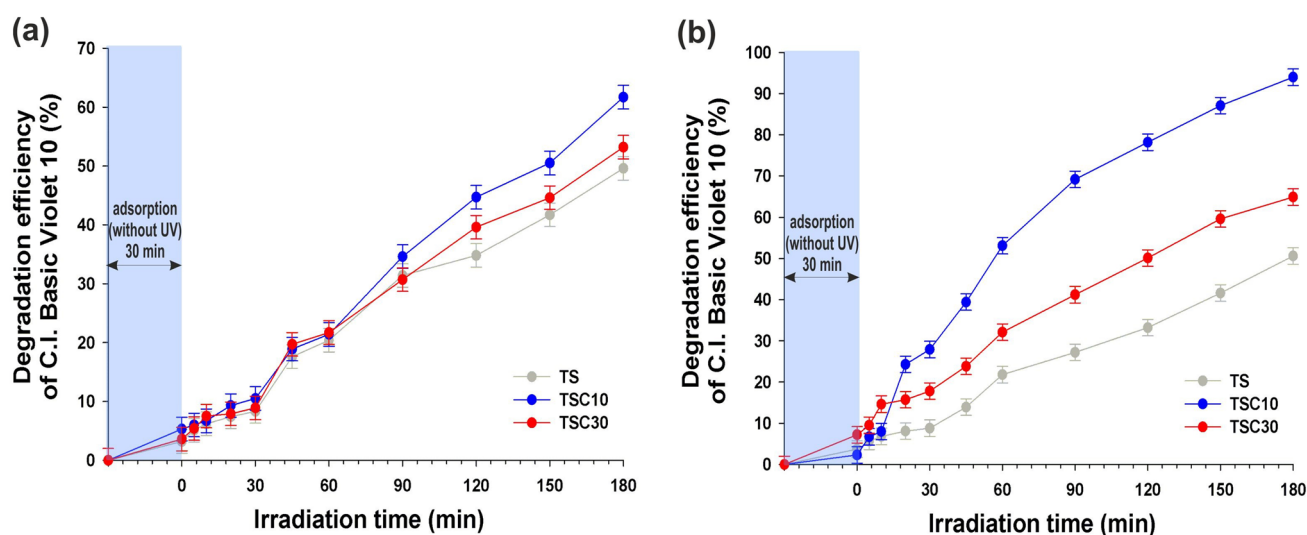 (a)
Degradation efficiency
of C.I. Basic Violet 10 (%)
70
60
50
40
30
20
10
0
adsorption
(without UV)
30 min
TS
TSC10
TSC30
0 30 60 90 120 150 180
Irradiation time (min)
(b)
Degradation efficiency
of C.I. Basic Violet 10 (%)
100
90
80
70
60
50
40
30
20
10
0
adsorption
(without UV)
30 min
TS
TSC10
TSC30
0 30 60 90 120 150 180
Irradiation time (min)